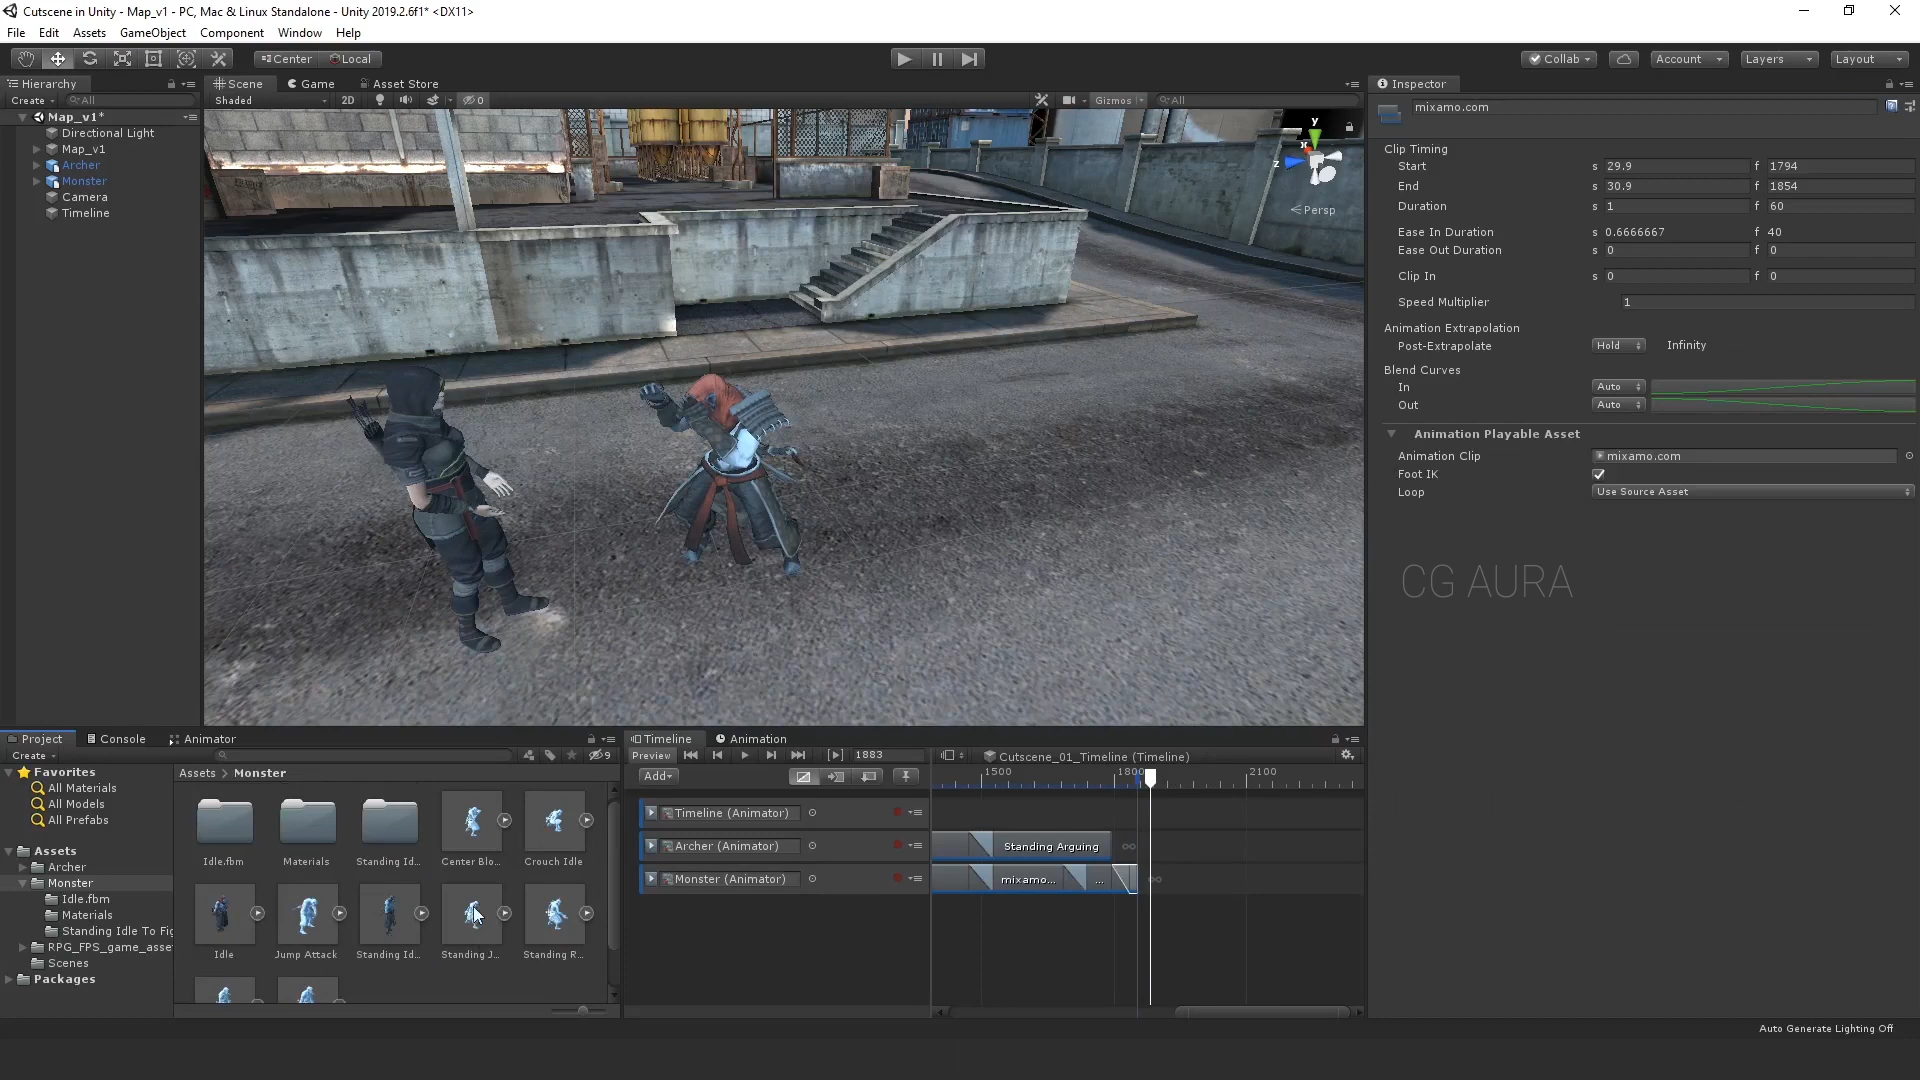 Cutscene in Unity - Map_v1 - PC, Mac & Linux Standalone - Unity 2019.2.6f1* <DX11>
File Edit Assets GameObject Component Window Help
Center Local Collab Account Layers Layout
Hierarchy Scene Game Asset Store Inspector
Create All Shaded 2D 0 Gizmos All
mixamo.com
Map_v1*
Directional Light
Map_v1
Archer
Monster
Camera
Timeline
y
x
z
Persp
Clip Timing
Start s 29.9 f 1794
End s 30.9 f 1854
Duration s 1 f 60
Ease In Duration s 0.6666667 f 40
Ease Out Duration s 0 f 0
Clip In s 0 f 0
Speed Multiplier 1
Animation Extrapolation
Post-Extrapolate Hold Infinity
Blend Curves
In Auto
Out Auto
Animation Playable Asset
Animation Clip mixamo.com
Foot IK
Loop Use Source Asset
CG AURA
Project Console Animator
Create 9
Favorites
All Materials
All Models
All Prefabs
Assets
Archer
Monster
Idle.fbm
Materials
Standing Idle To Fig
RPG_FPS_game_asse
Scenes
Packages
Assets Monster
Idle.fbm Materials Standing Id... Center Blo... Crouch Idle
Idle Jump Attack Standing Id... Standing J... Standing R...
Timeline Animation
Preview 1883 Cutscene_01_Timeline (Timeline)
Add 1500 1800 2100
Timeline (Animator)
Archer (Animator) Standing Arguing
Monster (Animator) mixamo... ...
Auto Generate Lighting Off